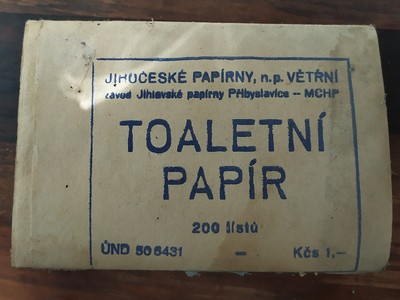 JIHOČESKÉ PAPÍRNY, n.p. VĚTŘNÍ
závod Jihlavské papírny Přibyslavice -- MCHP
TOALETNÍ
PAPÍR
200 lístů
ÚND 50 6431 — Kčs 1,-